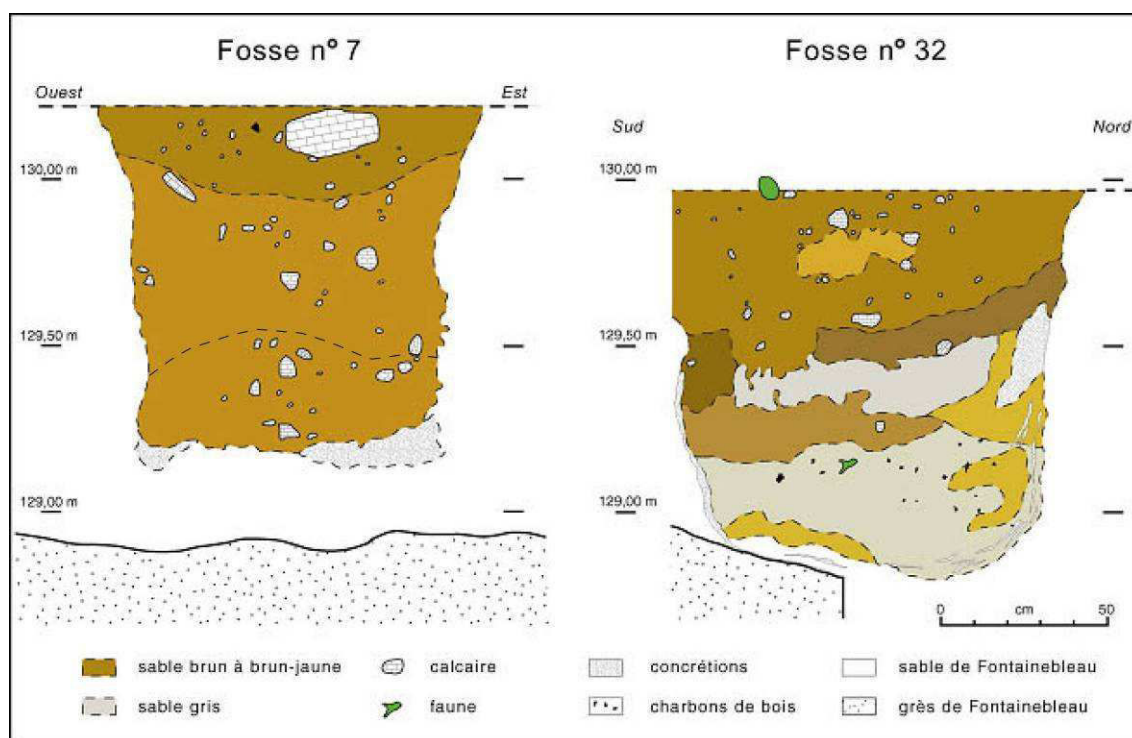 Fosse nº 7
Fosse nº 32
Ouest
Est
Sud
Nord
130,00 m
130,00 m
129,50 m
129,50 m
129,00 m
129,00 m
0 cm 50
sable brun à brun-jaune
calcaire
concrétions
sable de Fontainebleau
sable gris
faune
charbons de bois
grès de Fontainebleau